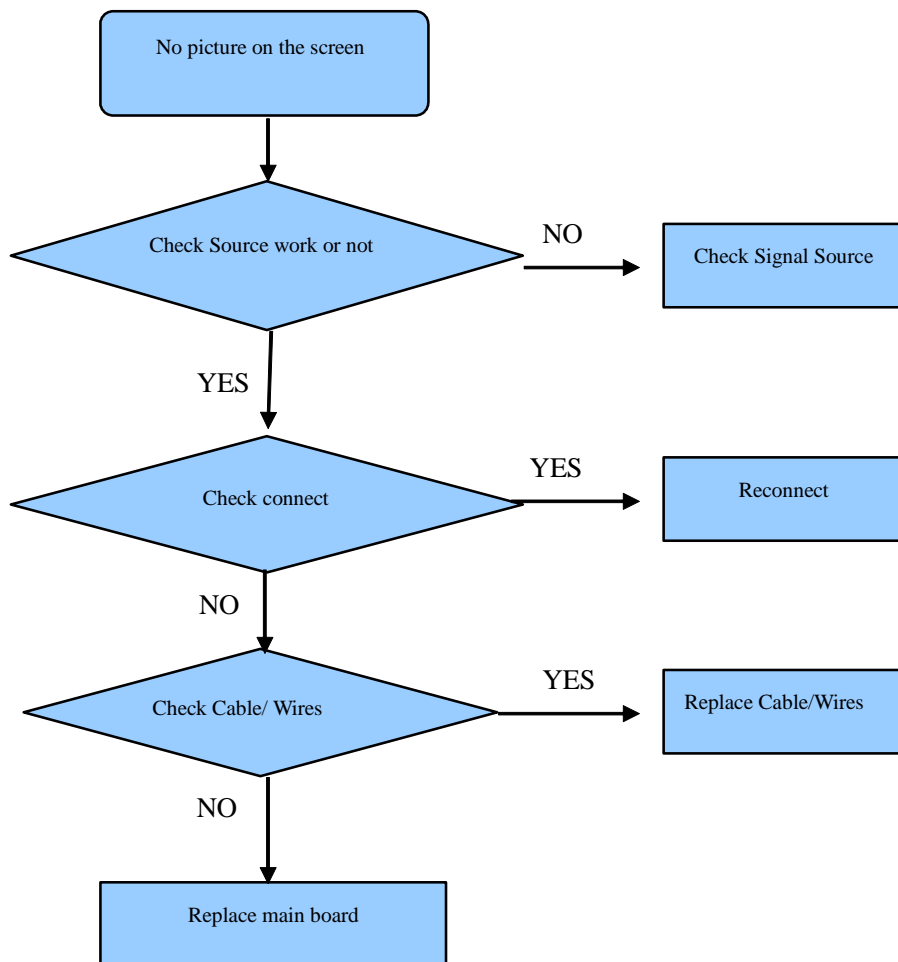 No picture on the screen
Check Source work or not
NO
Check Signal Source
YES
Check connect
YES
Reconnect
NO
Check Cable/ Wires
YES
Replace Cable/Wires
NO
Replace main board